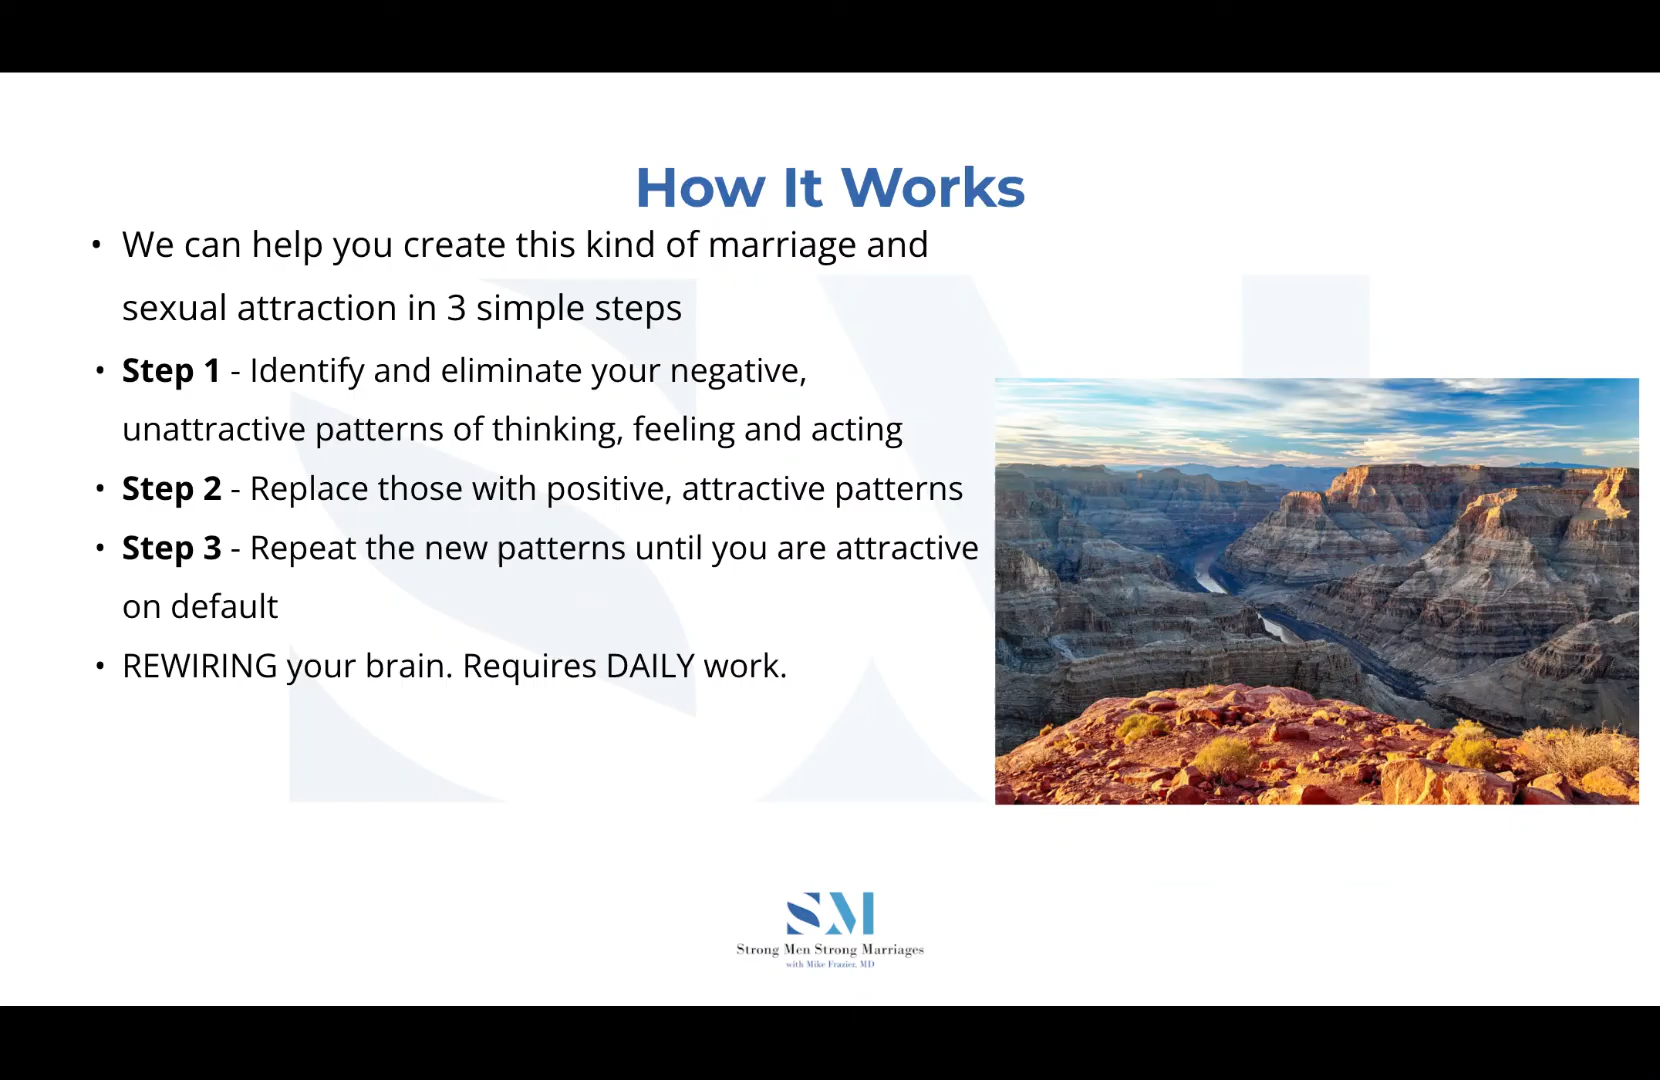 How It Works
• We can help you create this kind of marriage and
sexual attraction in 3 simple steps
• Step 1 - Identify and eliminate your negative,
unattractive patterns of thinking, feeling and acting
• Step 2 - Replace those with positive, attractive patterns
• Step 3 - Repeat the new patterns until you are attractive
on default
• REWIRING your brain. Requires DAILY work.
SM
Strong Men Strong Marriages
with Mike Frazier, MD